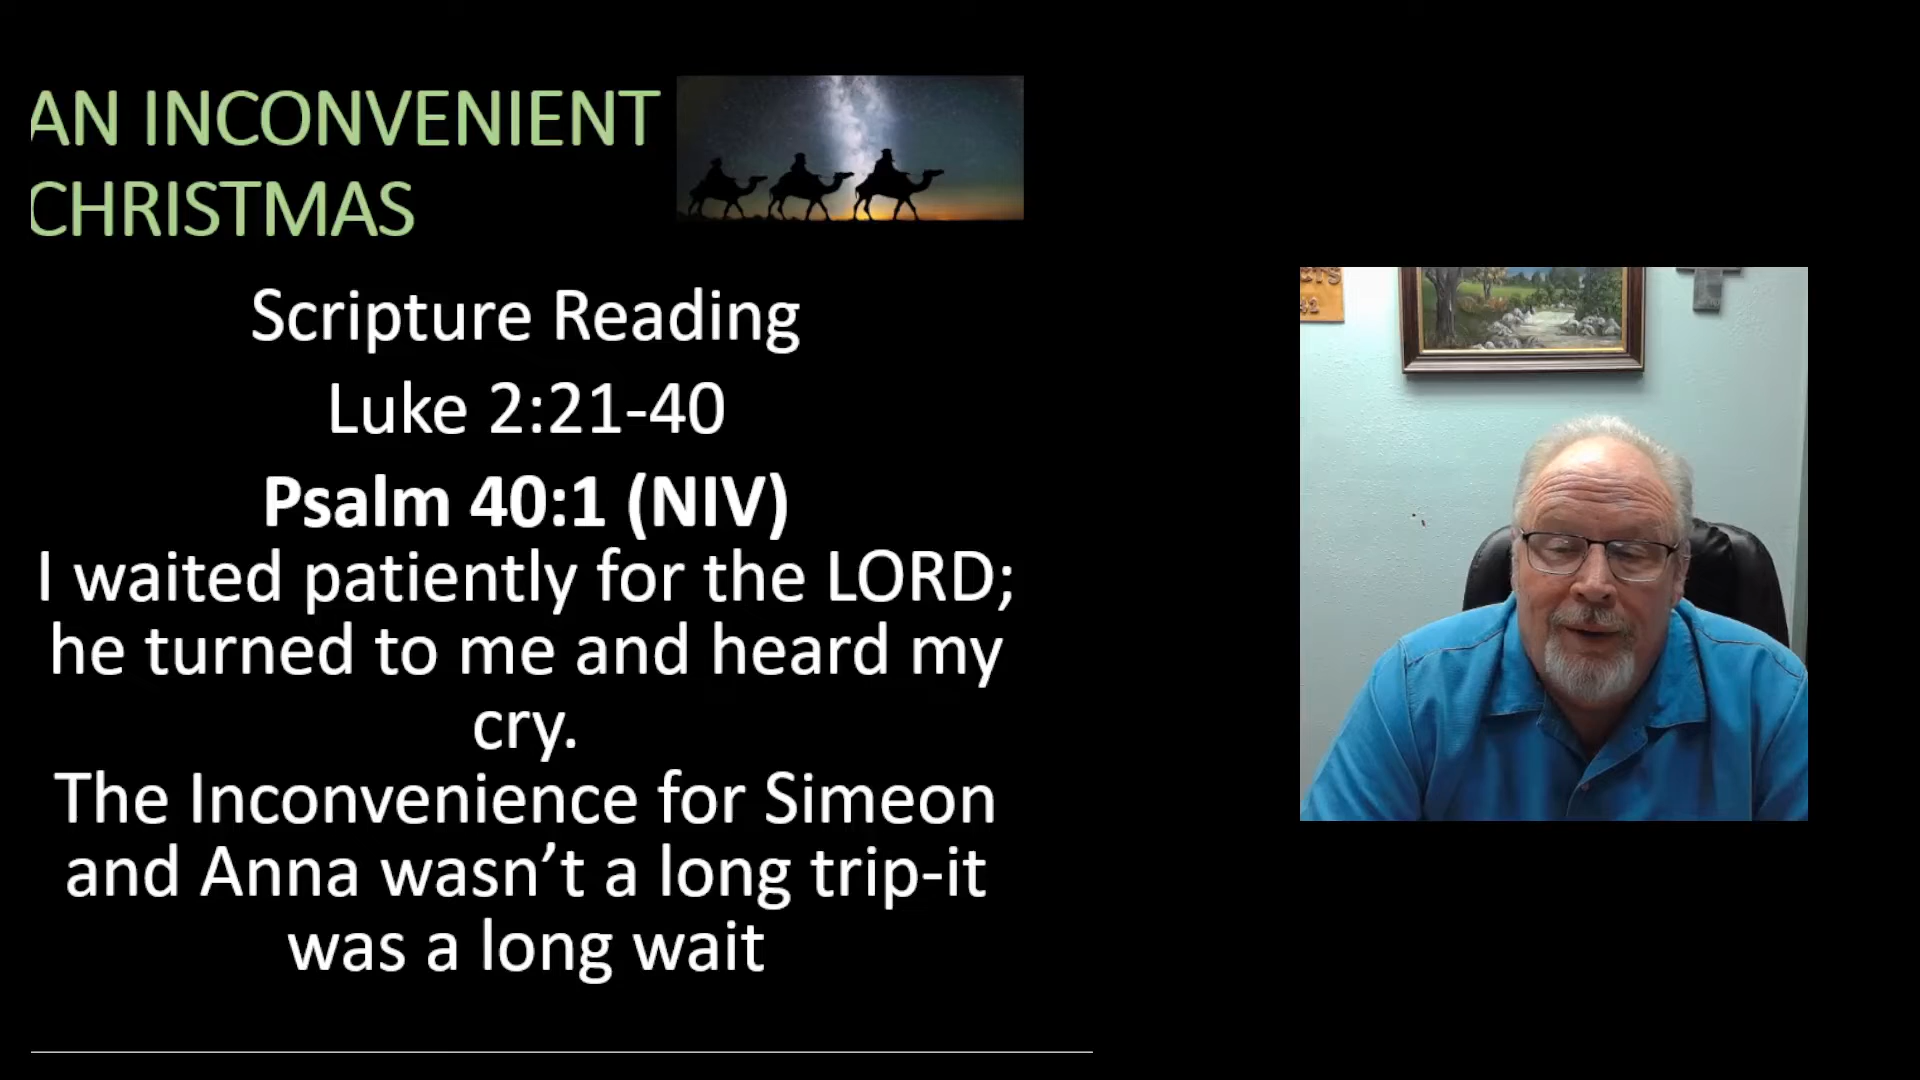 AN INCONVENIENT
CHRISTMAS
Scripture Reading
Luke 2:21-40
Psalm 40:1 (NIV)
I waited patiently for the LORD;
he turned to me and heard my
cry.
The Inconvenience for Simeon
and Anna wasn’t a long trip-it
was a long wait